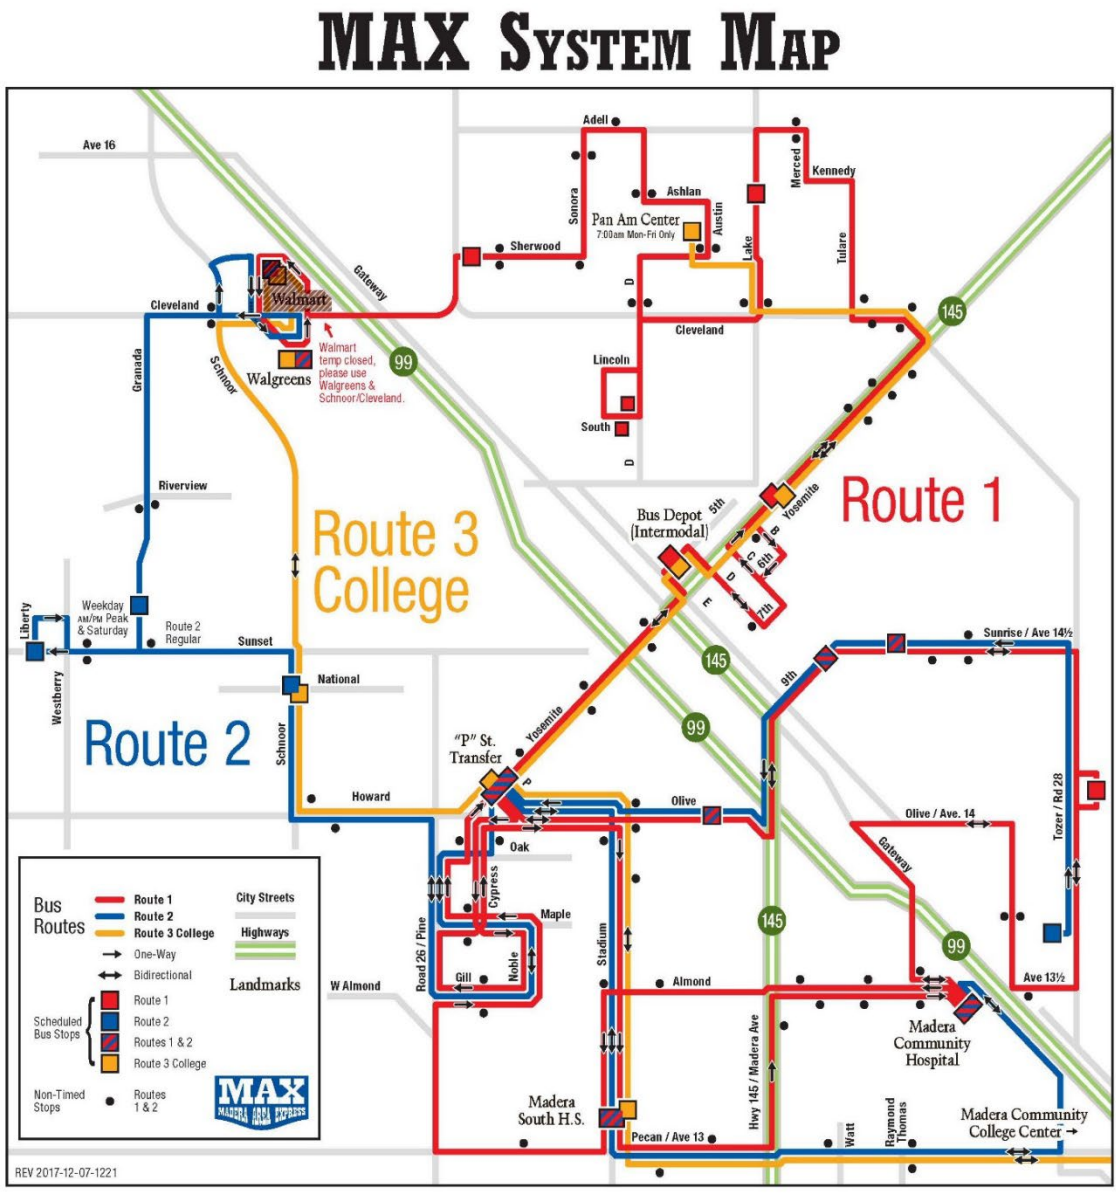 MAX SYSTEM MAP
Adell
Ave 16
Merced
Kennedy
Ashlan
Sonora
Pan Am Center
7:00am Mon-Fri Only
Austin
Lake
Tulare
Sherwood
Gateway
D
Walmart
Cleveland
145
Cleveland
Walmart
temp closed,
please use
Walgreens &
Schnoor/Cleveland.
99
Granada
Schnoor
Walgreens
Lincoln
South
D
Riverview
Route 1
5th
Yosemite
Bus Depot
(Intermodal)
Route 3
College
B
C
6th
D
E
7th
Liberty
Weekday
AM/PM Peak
& Saturday
Route 2
Regular
Sunset
Sunrise / Ave 14½
145
9th
National
Westberry
Route 2
Schnoor
99
Yosemite
"P" St.
Transfer
P
Howard
Olive
Tozer / Rd 28
Olive / Ave. 14
Gateway
Oak
Cypress
Maple
145
99
Road 26 / Pine
Noble
Stadium
Gill
W Almond
Almond
Ave 13½
Madera
Community
Hospital
Hwy 145 / Madera Ave
Madera
South H.S.
Pecan / Ave 13
Watt
Raymond
Thomas
Madera Community
College Center
Bus
Routes
Route 1
Route 2
Route 3 College
One-Way
Bidirectional
City Streets
Highways
Landmarks
Scheduled
Bus Stops
Route 1
Route 2
Routes 1 & 2
Route 3 College
Non-Timed
Stops
Routes
1 & 2
MAX
MADERA AREA EXPRESS
REV 2017-12-07-1221